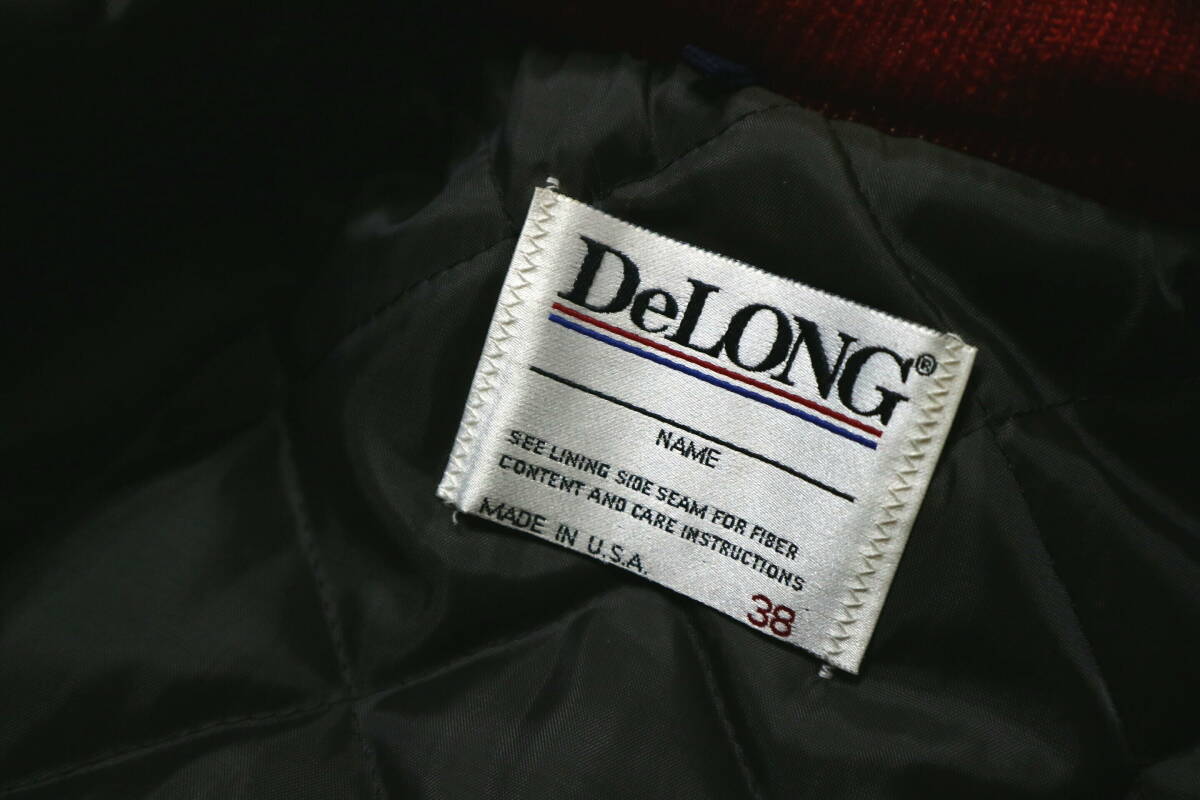 DeLONG®
NAME
SEE LINING SIDE SEAM FOR FIBER
CONTENT AND CARE INSTRUCTIONS
MADE IN U.S.A.
38